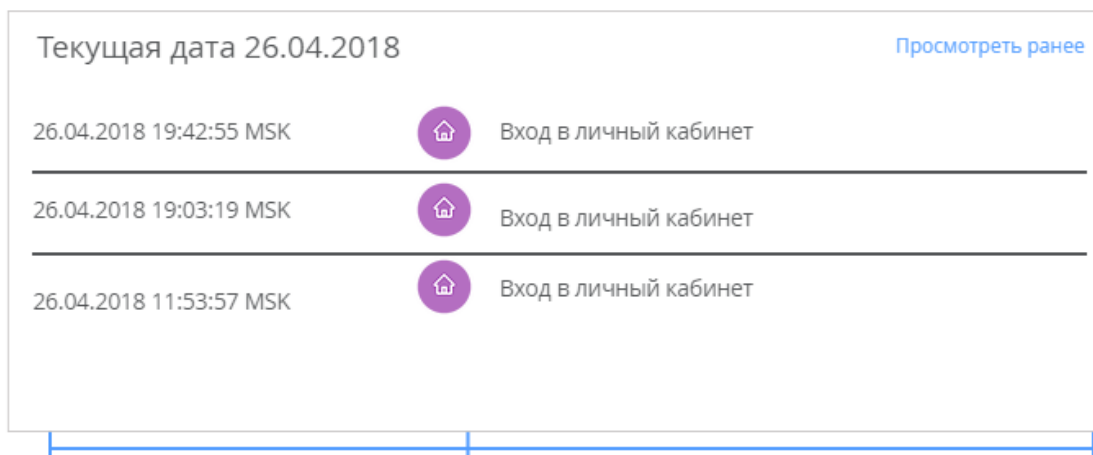 Текущая дата 26.04.2018
Просмотреть ранее
26.04.2018 19:42:55 MSK Вход в личный кабинет
26.04.2018 19:03:19 MSK Вход в личный кабинет
26.04.2018 11:53:57 MSK Вход в личный кабинет